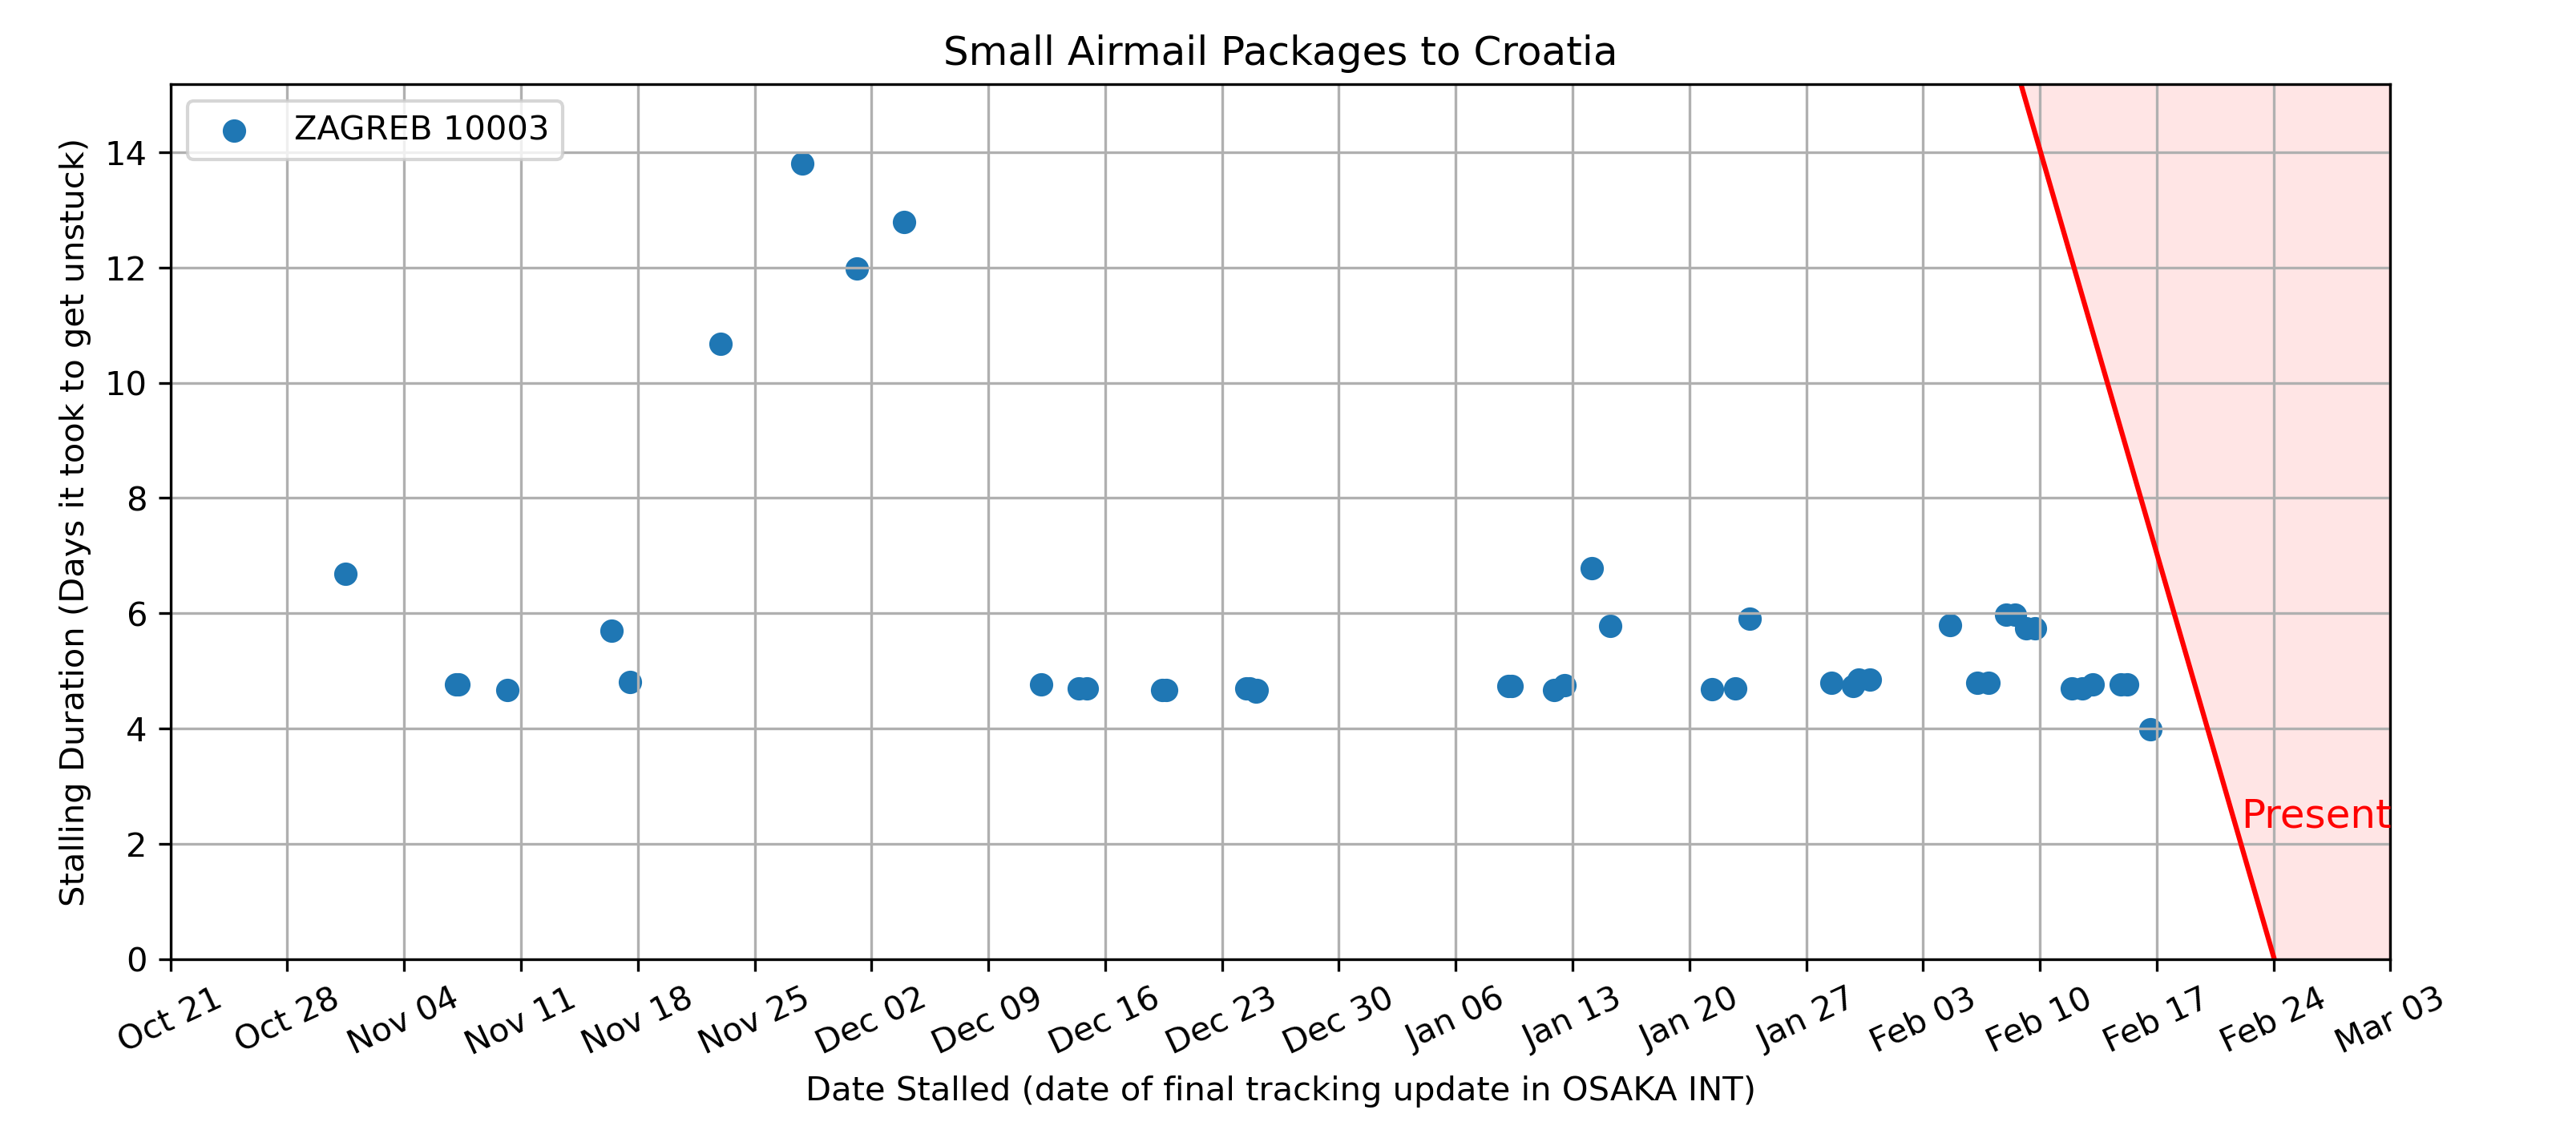 Small Airmail Packages to Croatia
ZAGREB 10003
Stalling Duration (Days it took to get unstuck)
14
12
10
8
6
4
2
0
Present
Oct 21
Oct 28
Nov 04
Nov 11
Nov 18
Nov 25
Dec 02
Dec 09
Dec 16
Dec 23
Dec 30
Jan 06
Jan 13
Jan 20
Jan 27
Feb 03
Feb 10
Feb 17
Feb 24
Mar 03
Date Stalled (date of final tracking update in OSAKA INT)